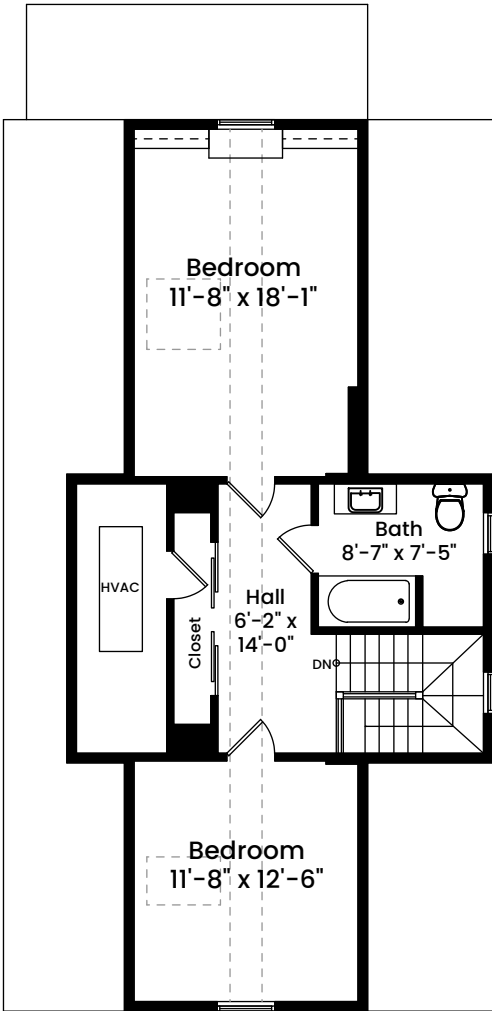 Bedroom
11'-8" x 18'-1"
Bath
8'-7" x 7'-5"
HVAC
Hall
6'-2" x
14'-0"
Closet
DN
Bedroom
11'-8" x 12'-6"